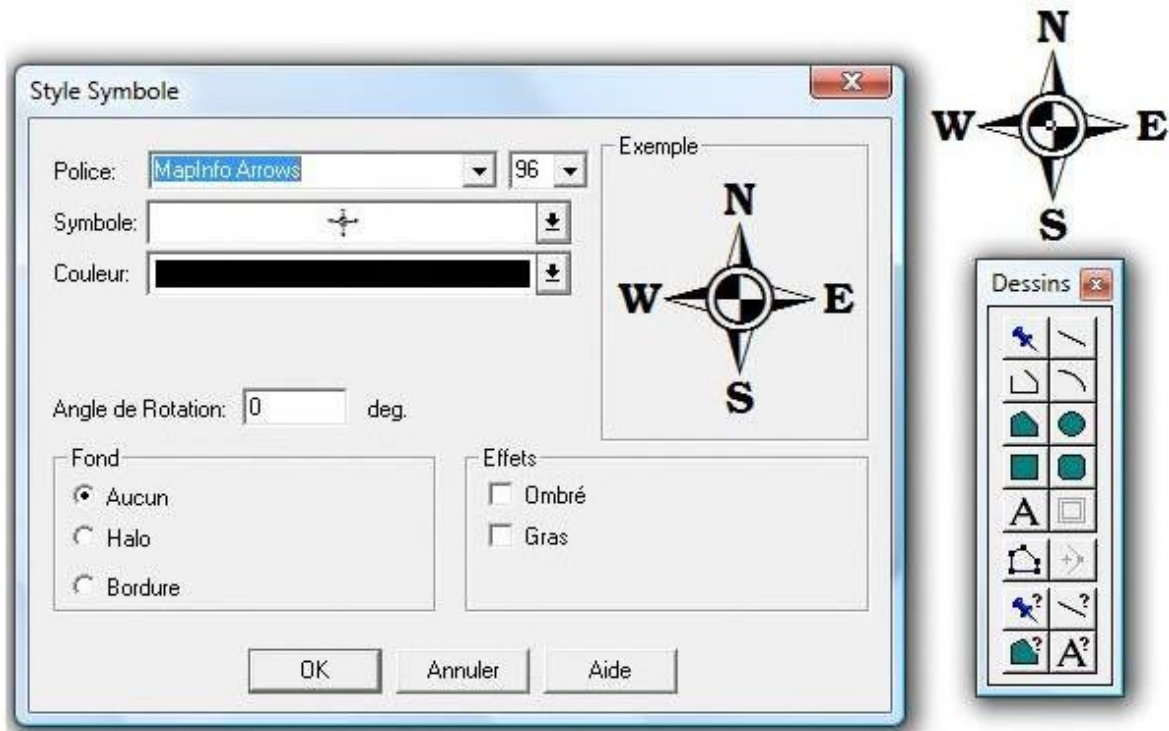 Style Symbole
Police: MapInfo Arrows 96
Symbole:
Couleur:
Angle de Rotation: 0 deg.
Exemple
N
W E
S
Fond
Aucun
Halo
Bordure
Effets
Ombré
Gras
OK Annuler Aide
N
W E
S
Dessins
A
? ?
? A?